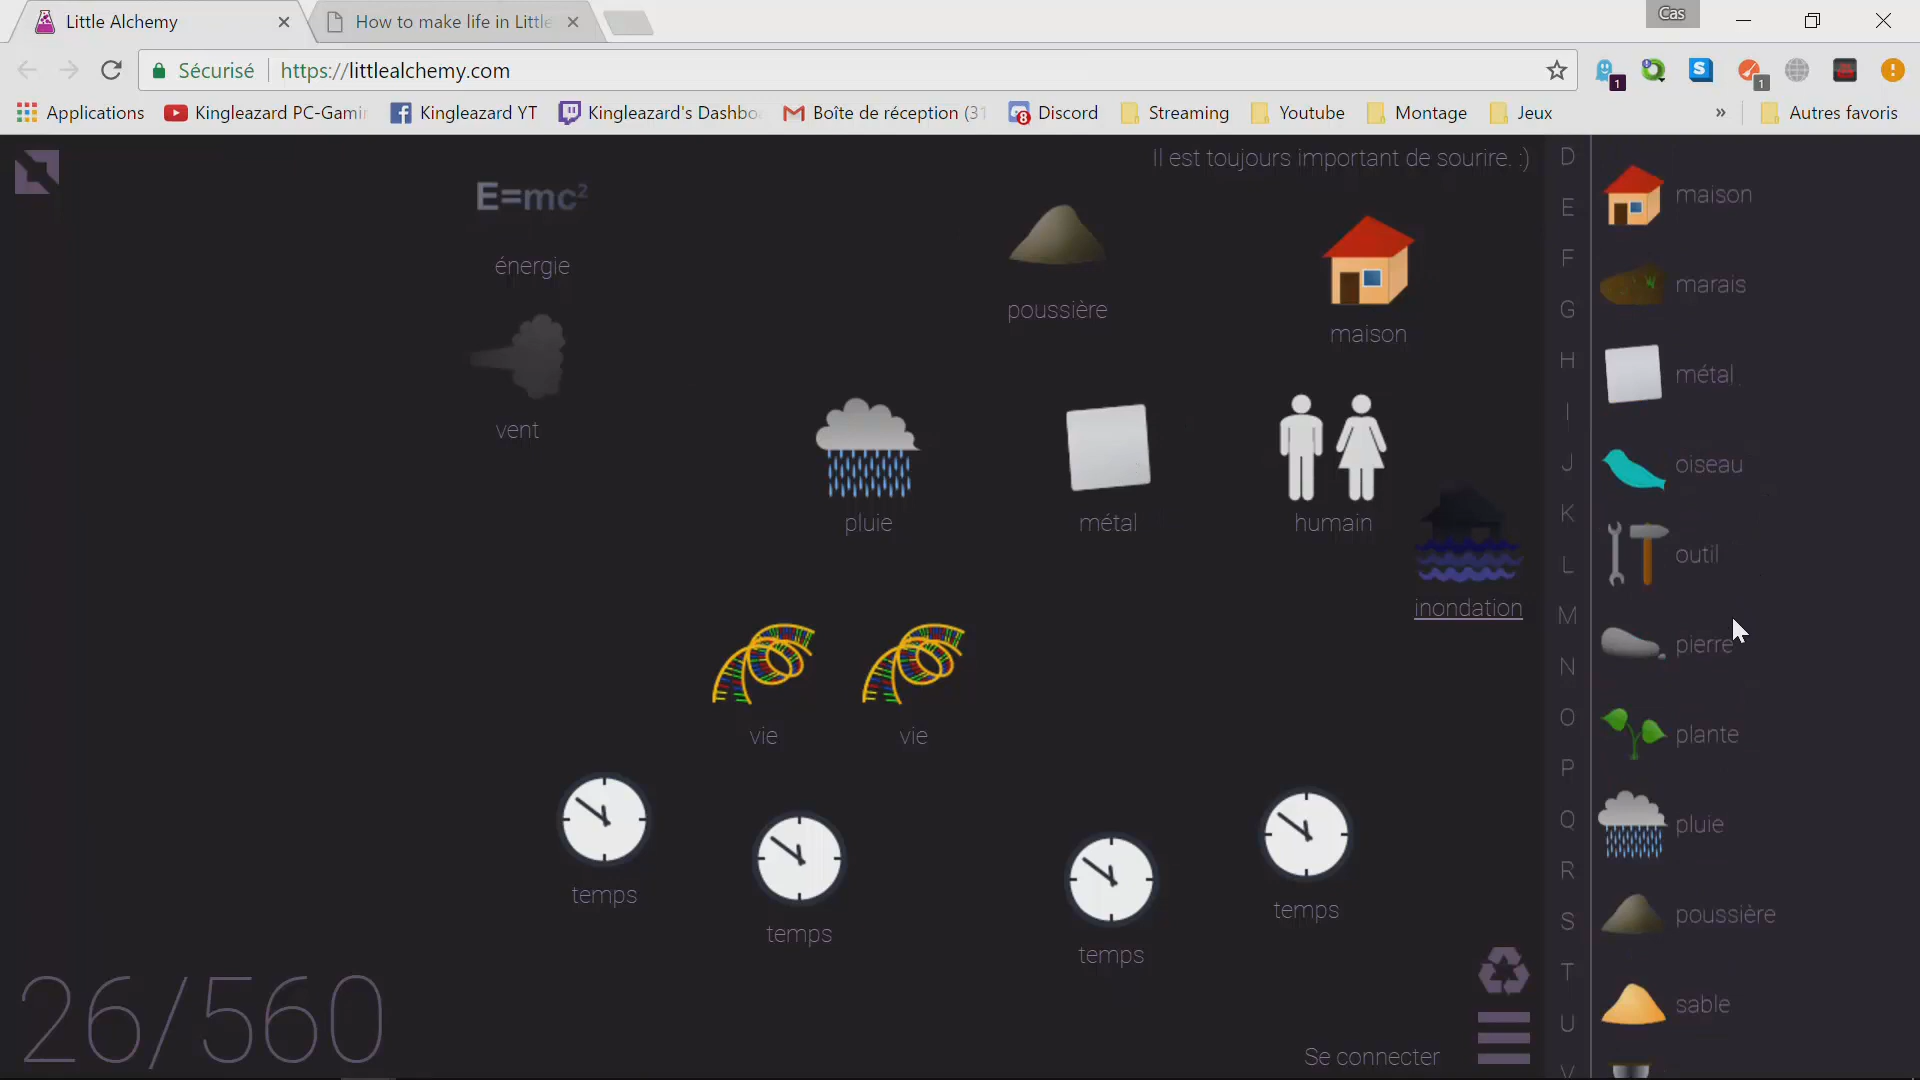 Little Alchemy
How to make life in Little
Cas
Sécurisé
https://littlealchemy.com
1
1
Applications
Kingleazard PC-Gami
Kingleazard YT
Kingleazard's Dashbo
Boîte de réception (31
8
Discord
Streaming
Youtube
Montage
Jeux
»
Autres favoris
Il est toujours important de sourire. :)
E=mc²
énergie
poussière
maison
vent
pluie
métal
humain
inondation
vie
vie
temps
temps
temps
temps
26/560
Se connecter
D
E
F
G
H
I
J
K
L
M
N
O
P
Q
R
S
T
U
V
maison
marais
métal
oiseau
outil
pierre
plante
pluie
poussière
sable